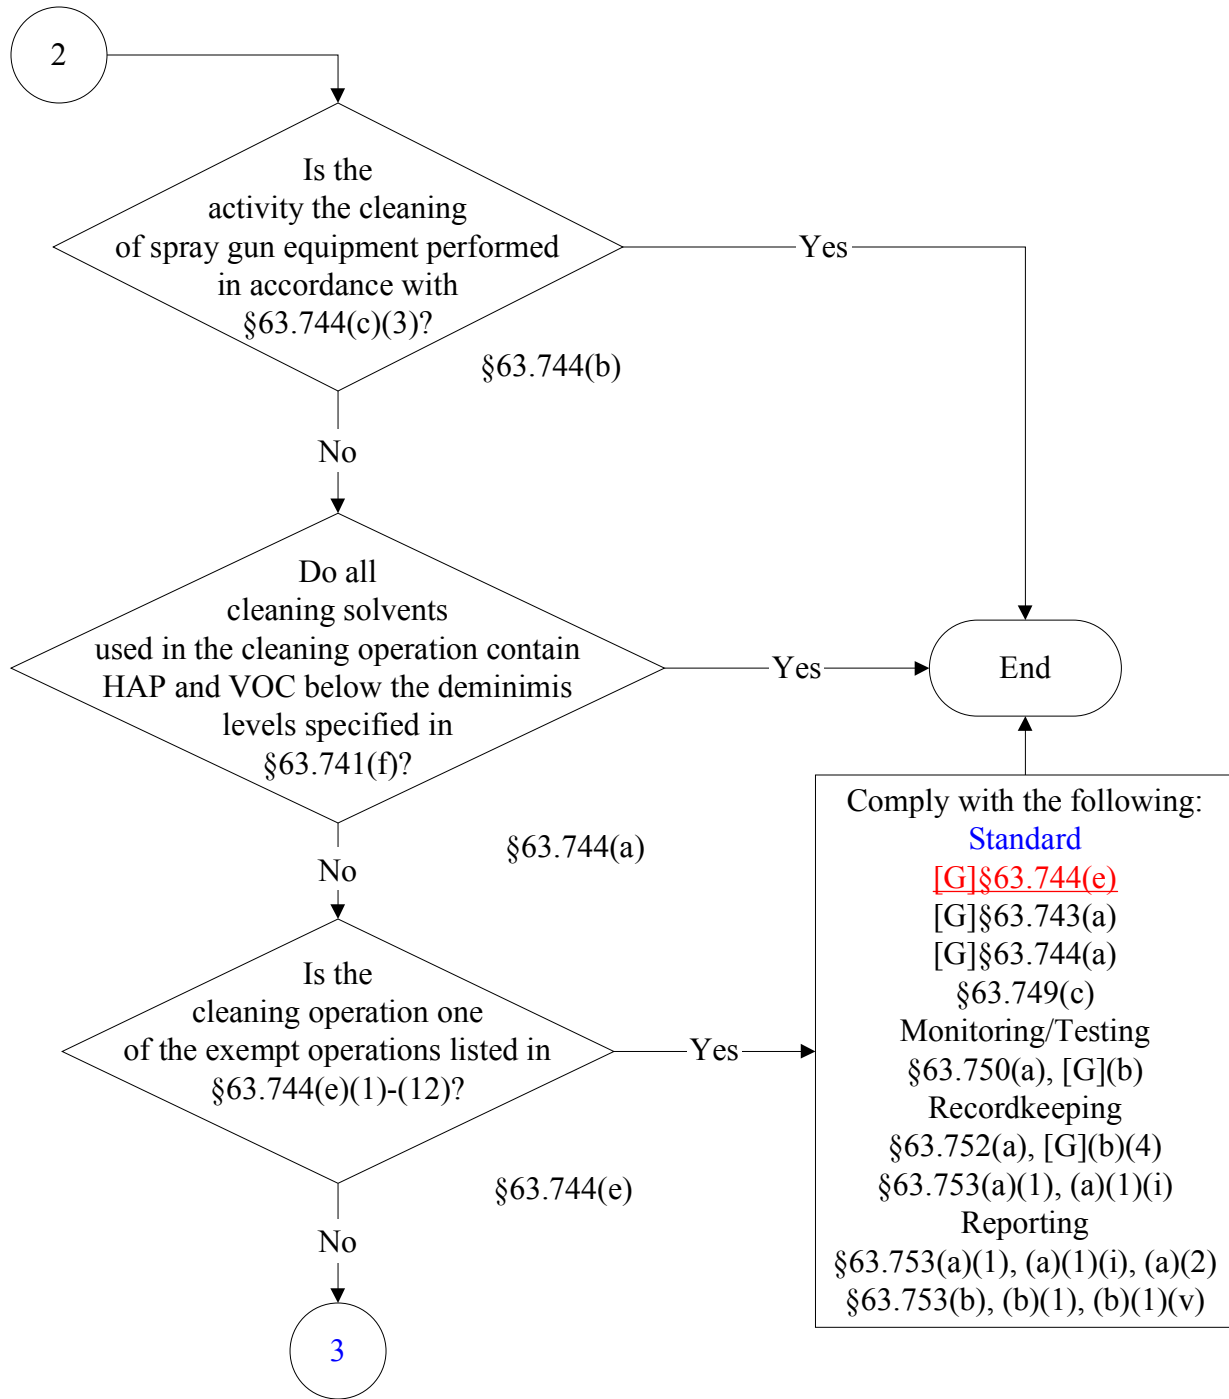 2
Is the
activity the cleaning
of spray gun equipment performed
in accordance with
§63.744(c)(3)?
Yes
§63.744(b)
No
Do all
cleaning solvents
used in the cleaning operation contain
HAP and VOC below the deminimis
levels specified in
§63.741(f)?
Yes
End
§63.744(a)
No
Is the
cleaning operation one
of the exempt operations listed in
§63.744(e)(1)-(12)?
Yes
Comply with the following:
Standard
[G]§63.744(e)
[G]§63.743(a)
[G]§63.744(a)
§63.749(c)
Monitoring/Testing
§63.750(a), [G](b)
Recordkeeping
§63.752(a), [G](b)(4)
§63.753(a)(1), (a)(1)(i)
Reporting
§63.753(a)(1), (a)(1)(i), (a)(2)
§63.753(b), (b)(1), (b)(1)(v)
§63.744(e)
No
3